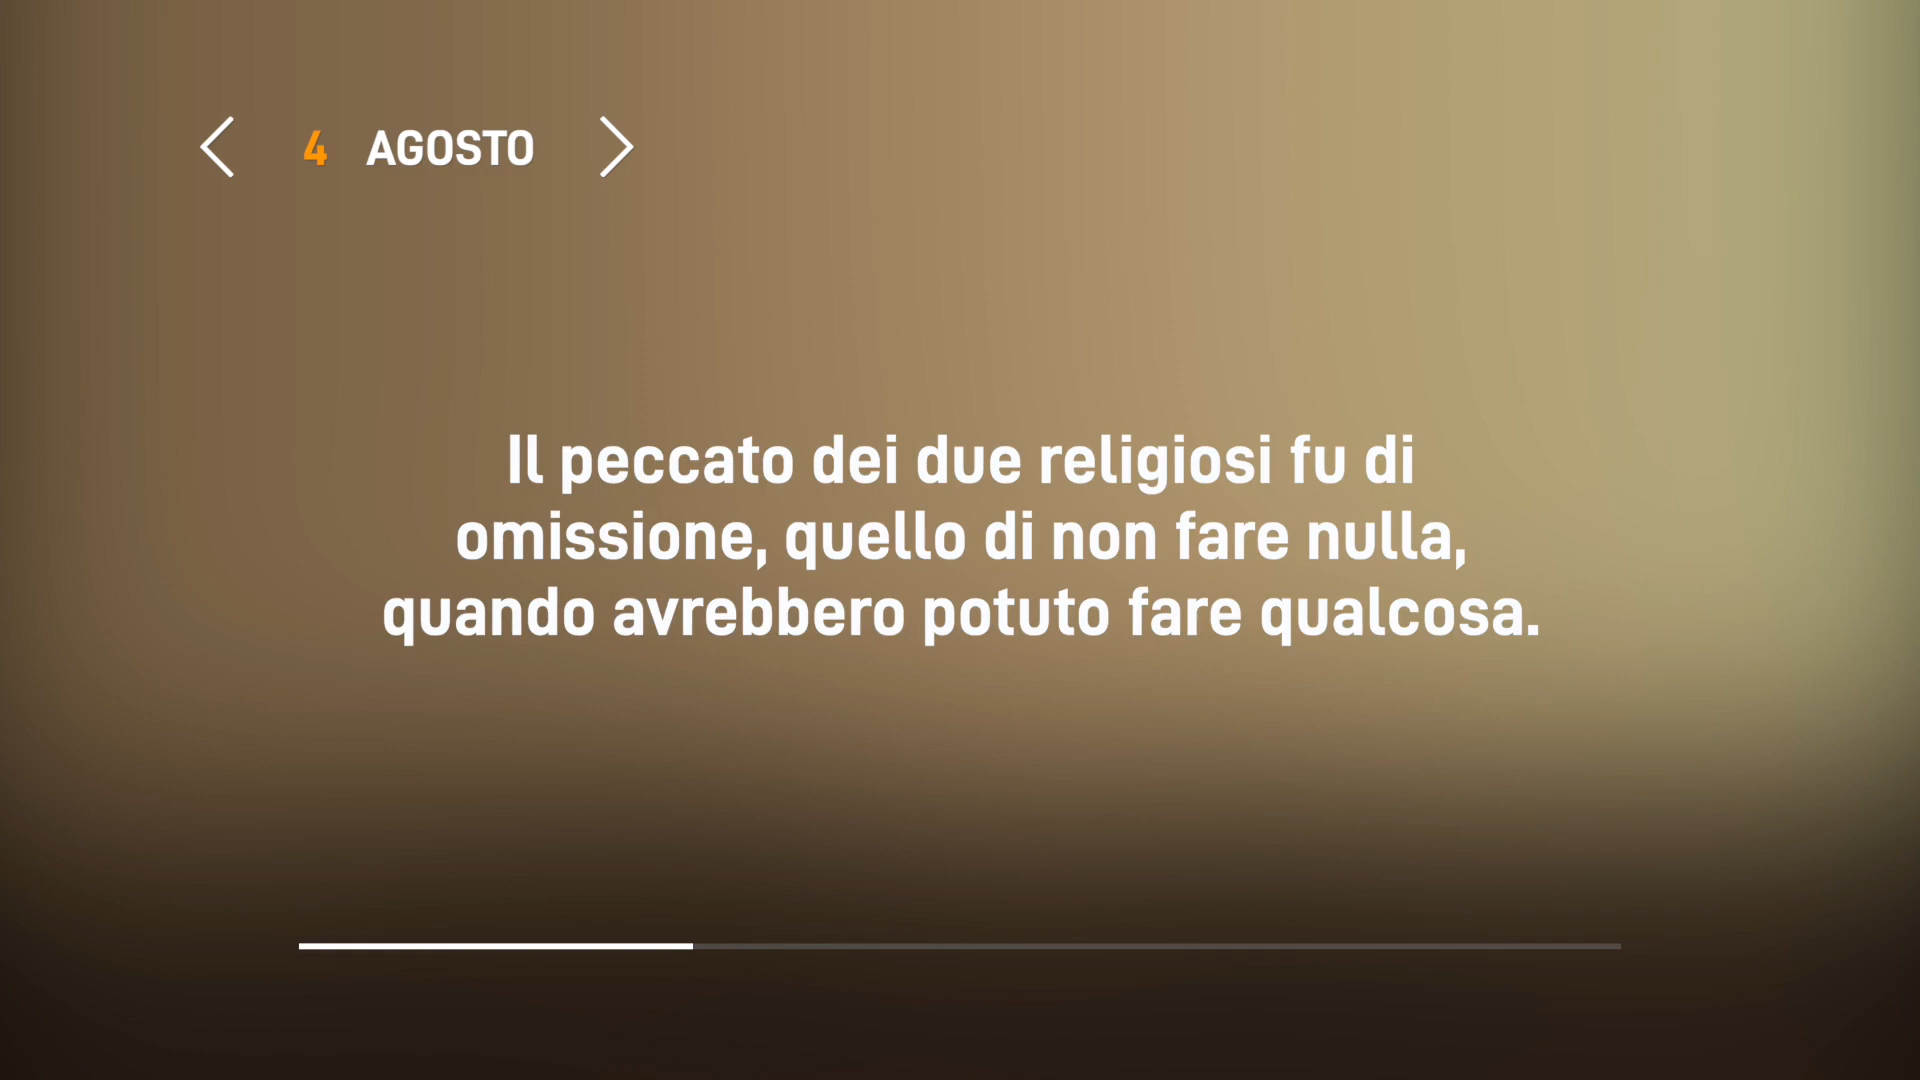 4 AGOSTO
Il peccato dei due religiosi fu di
omissione, quello di non fare nulla,
quando avrebbero potuto fare qualcosa.